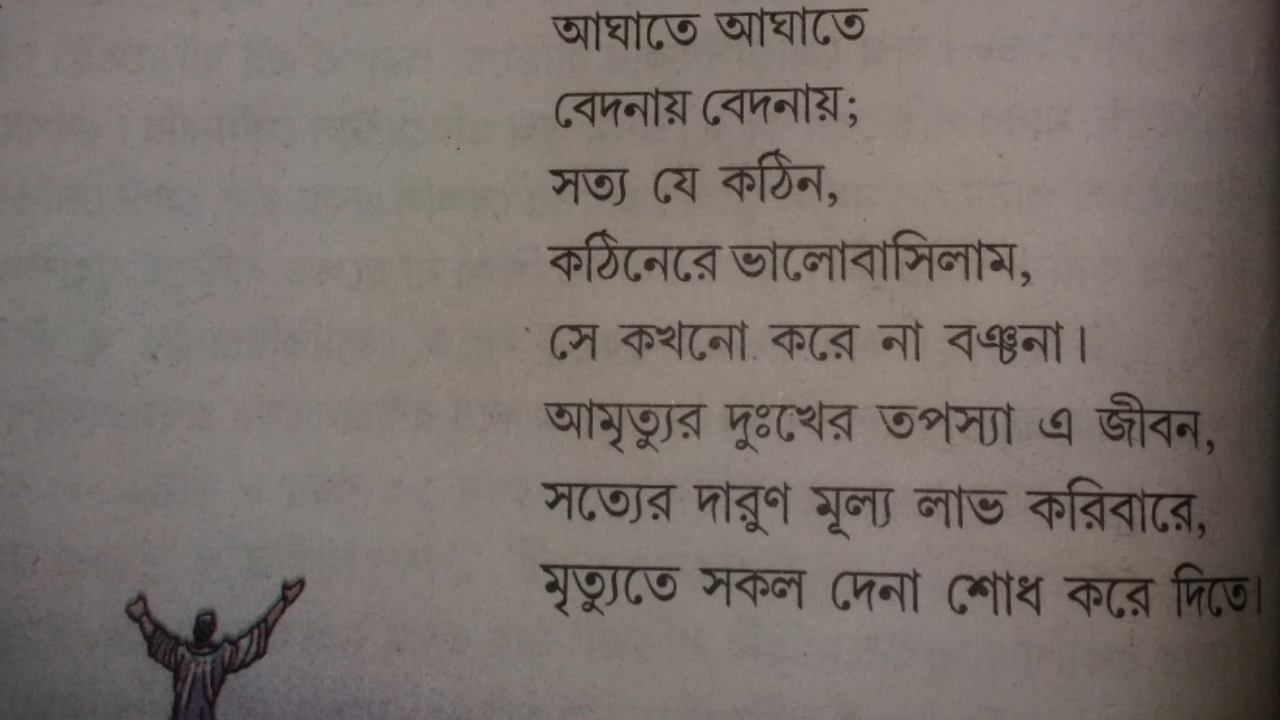 আঘাতে আঘাতে
বেদনায় বেদনায়;
সত্য যে কঠিন,
কঠিনেরে ভালোবাসিলাম,
সে কখনো করে না বঞ্চনা।
আমৃত্যুর দুঃখের তপস্যা এ জীবন,
সত্যের দারুণ মূল্য লাভ করিবারে,
মৃত্যুতে সকল দেনা শোধ করে দিতে।